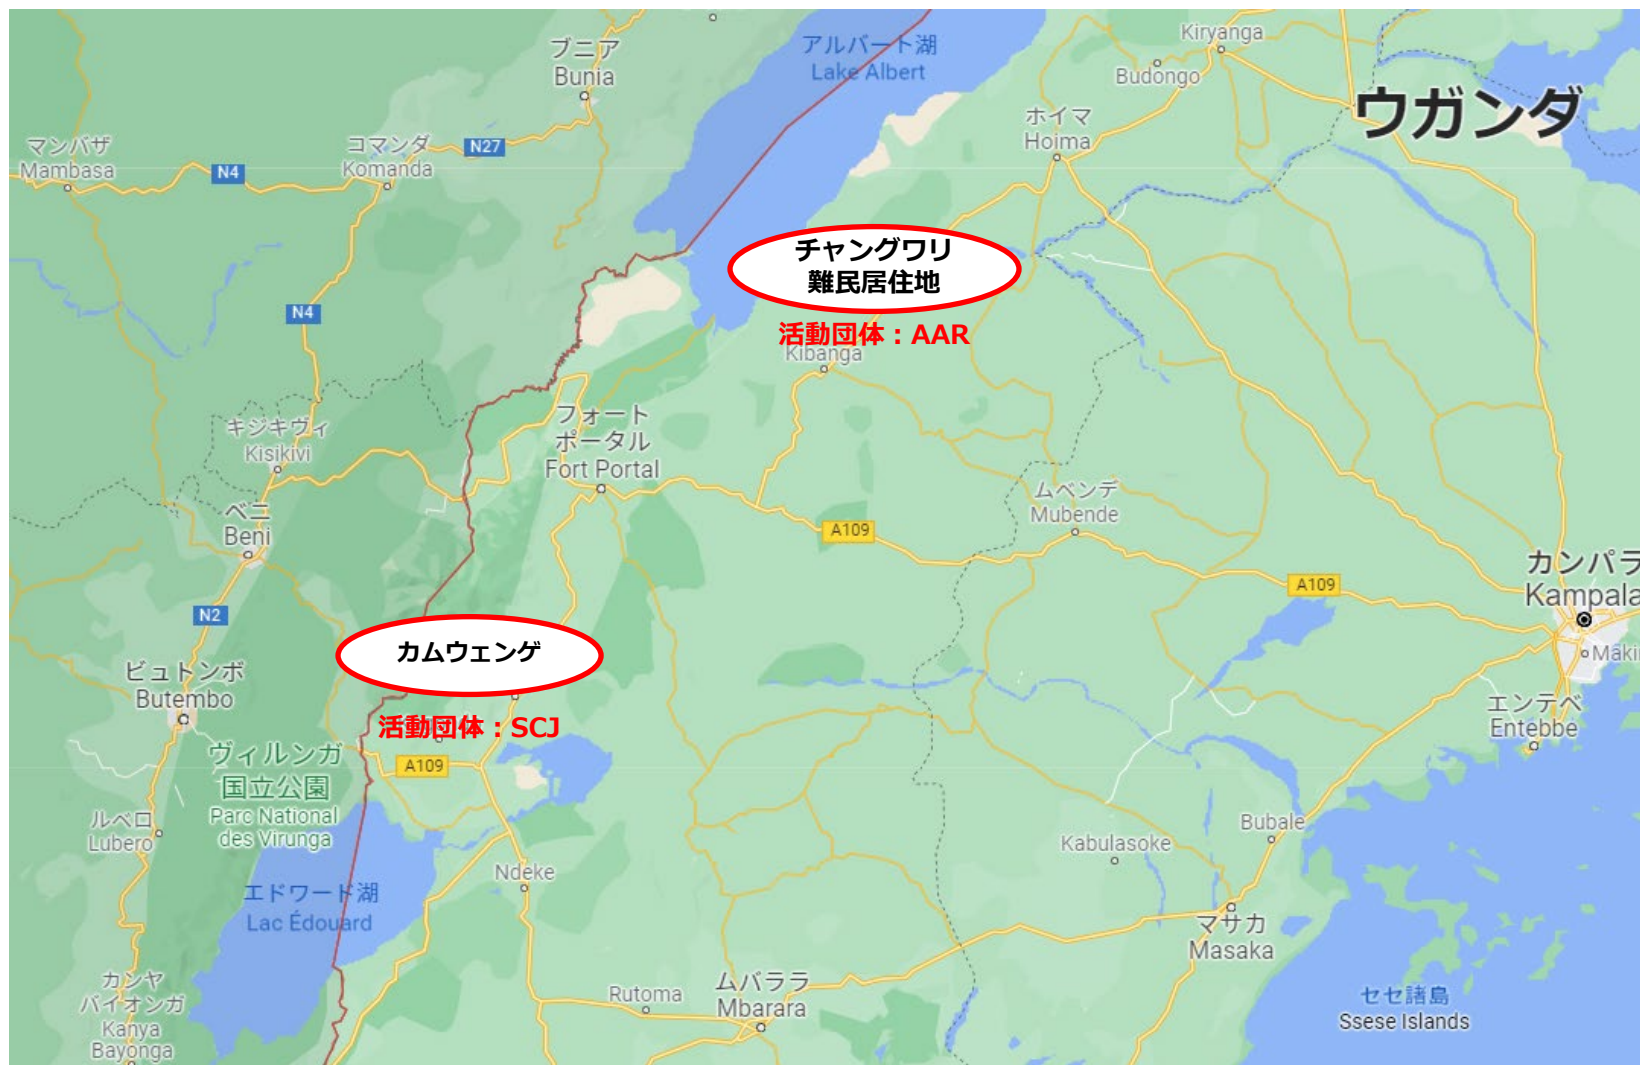 ブニア
Bunia
アルバート湖
Lake Albert
Kiryanga
Budongo
ウガンダ
ホイマ
Hoima
マンバサ
Mambasa
コマンダ
Komanda
N27
N4
チャングワリ
難民居住地
活動団体：AAR
Kibanga
N4
キジキヴィ
Kisikivi
フォート
ポータル
Fort Portal
ベニ
Beni
ムベンデ
Mubende
A109
A109
カンパラ
Kampala
N2
カムウェンゲ
活動団体：SCJ
A109
ビュトンボ
Butembo
エンテベ
Entebbe
ヴィルンガ
国立公園
Parc National
des Virunga
ルベロ
Lubero
Bubale
Kabulasoke
Ndeke
エドワード湖
Lac Édouard
マサカ
Masaka
カンヤ
バイオンガ
Kanya
Bayonga
Rutoma
ムバララ
Mbarara
セセ諸島
Ssese Islands